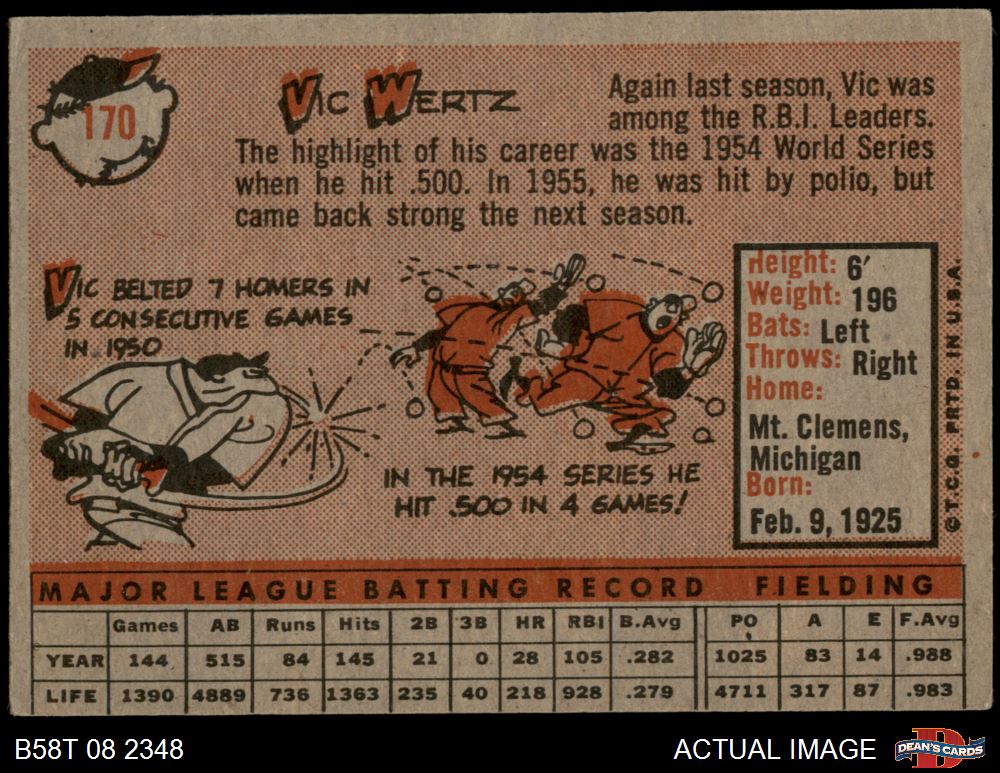 170
Vic Wertz
Again last season, Vic was
among the R.B.I. Leaders.
The highlight of his career was the 1954 World Series
when he hit .500. In 1955, he was hit by polio, but
came back strong the next season.
VIC BELTED 7 HOMERS IN
5 CONSECUTIVE GAMES
IN 1950
IN THE 1954 SERIES HE
HIT .500 IN 4 GAMES!
Height: 6′
Weight: 196
Bats: Left
Throws: Right
Home:
Mt. Clemens,
Michigan
Born:
Feb. 9, 1925
© T.C.G. PRTD. IN U.S.A.
MAJOR LEAGUE BATTING RECORD FIELDING
Games AB Runs Hits 2B 3B HR RBI B.Avg PO A E F.Avg
YEAR 144 515 84 145 21 0 28 105 .282 1025 83 14 .988
LIFE 1390 4889 736 1363 235 40 218 928 .279 4711 317 87 .983
B58T 08 2348
ACTUAL IMAGE
D
DEAN'S CARDS